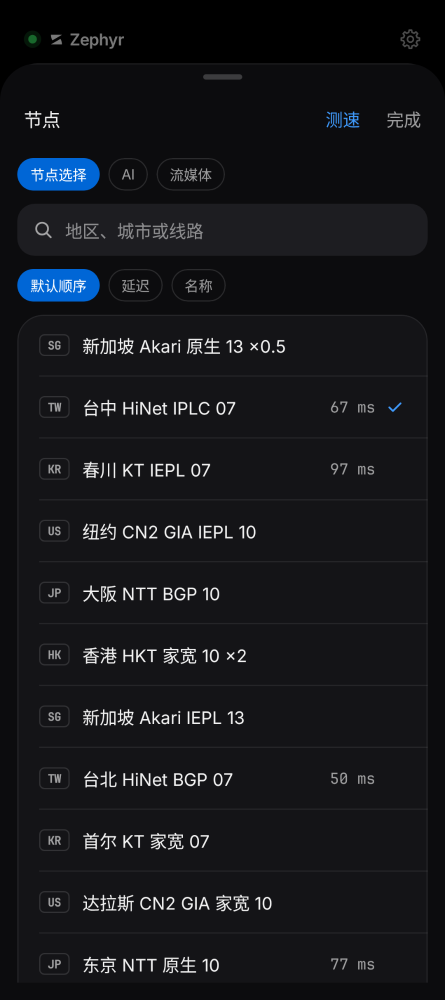 Zephyr
节点 测速 完成
节点选择 AI 流媒体
地区、城市或线路
默认顺序 延迟 名称
SG 新加坡 Akari 原生 13 ×0.5
TW 台中 HiNet IPLC 07 67 ms
KR 春川 KT IEPL 07 97 ms
US 纽约 CN2 GIA IEPL 10
JP 大阪 NTT BGP 10
HK 香港 HKT 家宽 10 ×2
SG 新加坡 Akari IEPL 13
TW 台北 HiNet BGP 07 50 ms
KR 首尔 KT 家宽 07
US 达拉斯 CN2 GIA 家宽 10
JP 东京 NTT 原生 10 77 ms